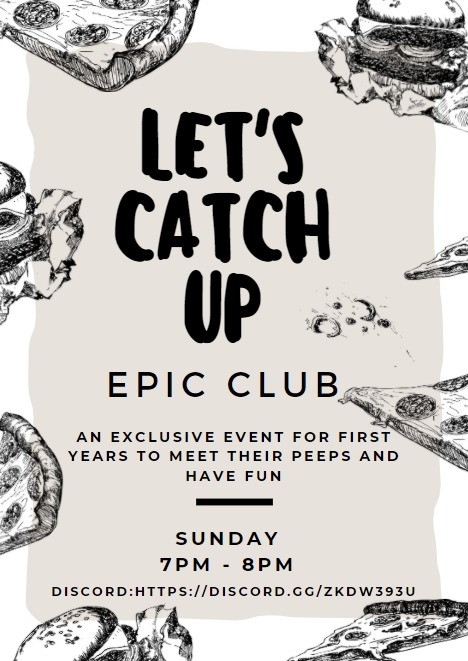 LET'S
CATCH
UP
EPIC CLUB
AN EXCLUSIVE EVENT FOR FIRST
YEARS TO MEET THEIR PEEPS AND
HAVE FUN
SUNDAY
7PM - 8PM
DISCORD:HTTPS://DISCORD.GG/ZKDW393U